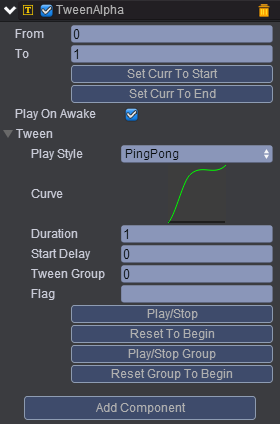 TweenAlpha
From 0
To 1
Set Curr To Start
Set Curr To End
Play On Awake
Tween
Play Style PingPong
Curve
Duration 1
Start Delay 0
Tween Group 0
Flag
Play/Stop
Reset To Begin
Play/Stop Group
Reset Group To Begin
Add Component